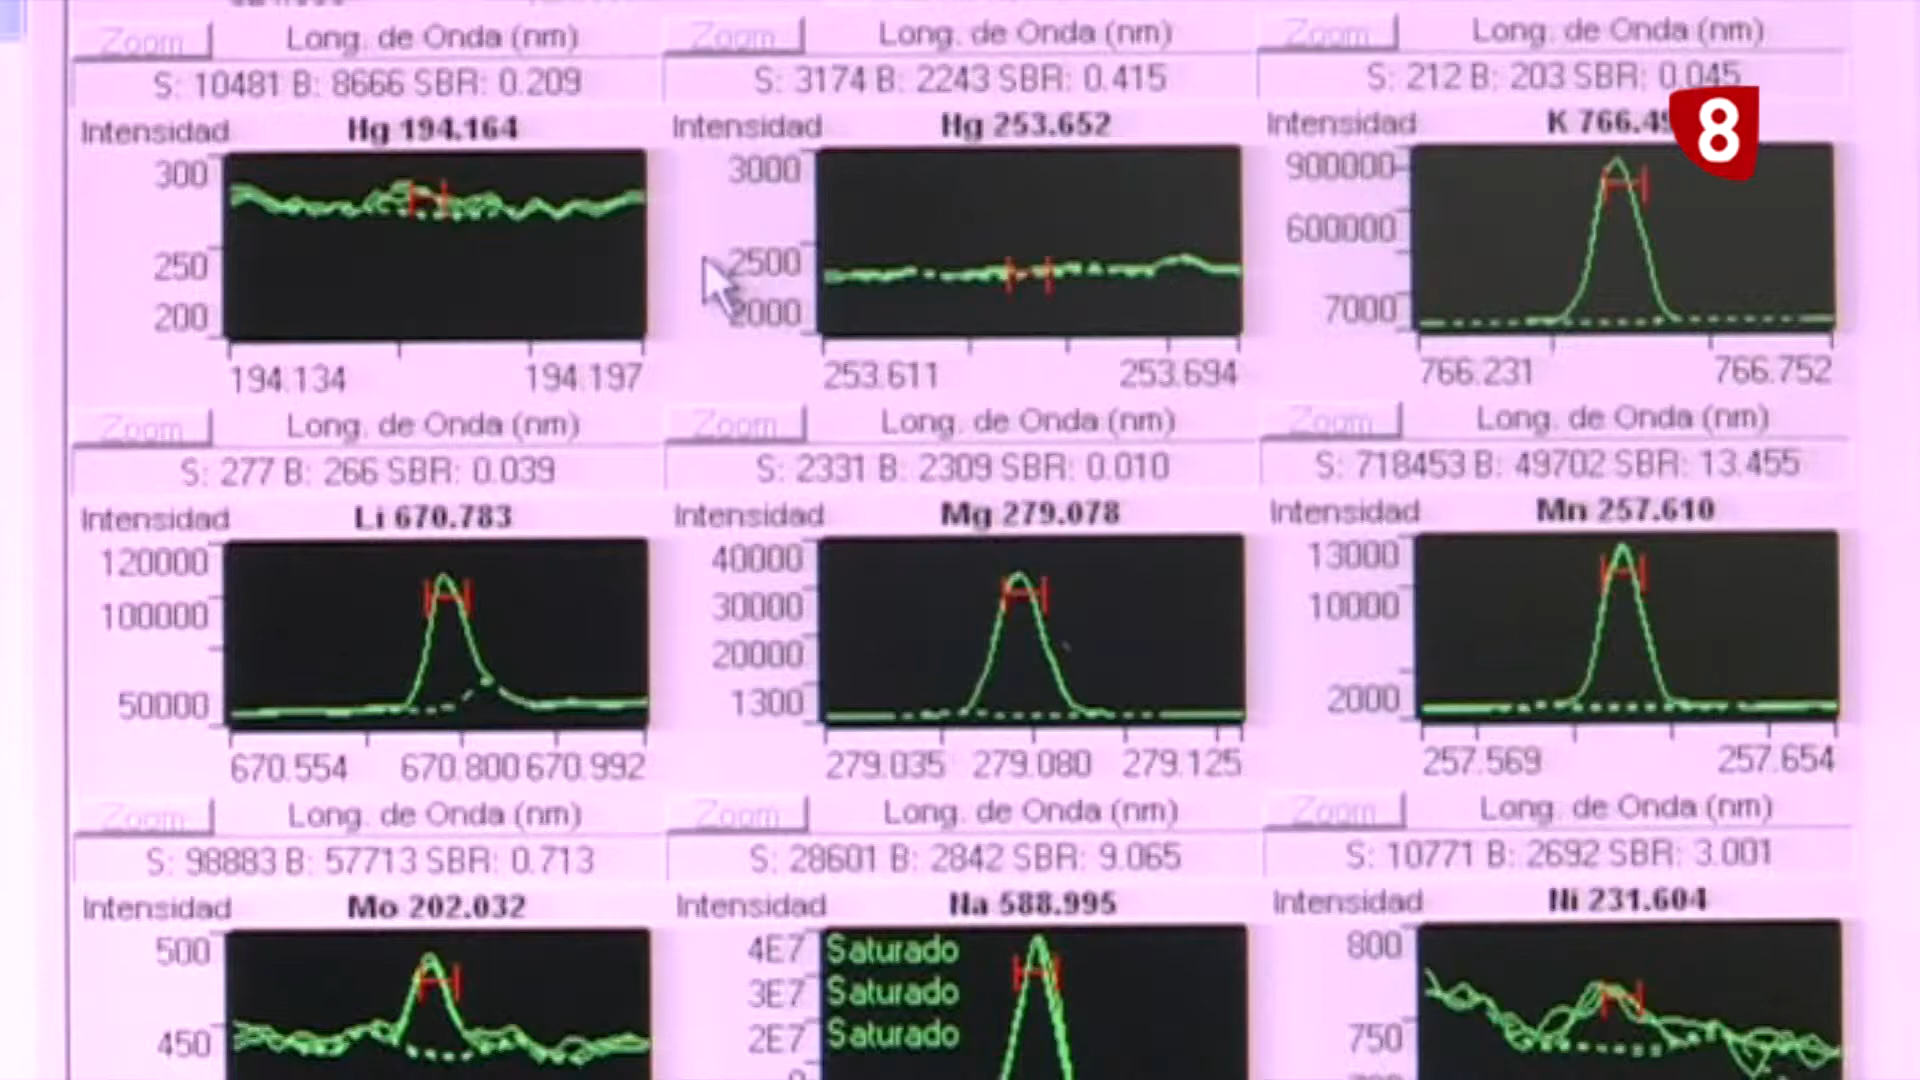 Zoom Long. de Onda (nm) Zoom Long. de Onda (nm) Zoom Long. de Onda (nm)
S: 10481 B: 8666 SBR: 0.209 S: 3174 B: 2243 SBR: 0.415 S: 212 B: 203 SBR: 0.045
Intensidad Hg 194.164 Intensidad Hg 253.652 Intensidad K 766.49
8
300 3000 900000
600000
250 2500
200 2000 7000
194.134 194.197 253.611 253.694 766.231 766.752
Zoom Long. de Onda (nm) Zoom Long. de Onda (nm) Zoom Long. de Onda (nm)
S: 277 B: 266 SBR: 0.039 S: 2331 B: 2309 SBR: 0.010 S: 718453 B: 49702 SBR: 13.455
Intensidad Li 670.783 Intensidad Mg 279.078 Intensidad Mn 257.610
120000 40000 13000
100000 30000 10000
20000
50000 1300 2000
670.554 670.800 670.992 279.035 279.080 279.125 257.569 257.654
Zoom Long. de Onda (nm) Zoom Long. de Onda (nm) Zoom Long. de Onda (nm)
S: 98883 B: 57713 SBR: 0.713 S: 28601 B: 2842 SBR: 9.065 S: 10771 B: 2692 SBR: 3.001
Intensidad Mo 202.032 Intensidad Na 588.995 Intensidad Ni 231.604
500 4E7 Saturado 800
3E7 Saturado
450 2E7 Saturado 750